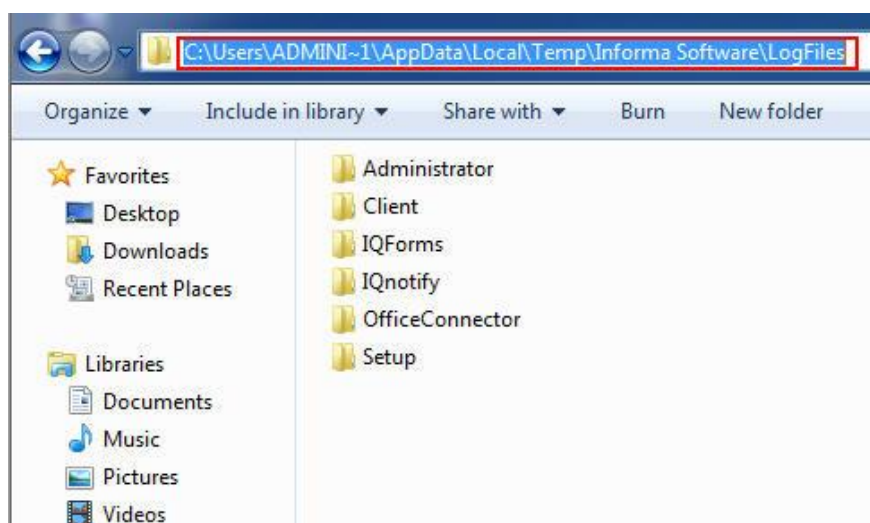 C:\Users\ADMINI~1\AppData\Local\Temp\Informa Software\LogFiles
Organize Include in library Share with Burn New folder
Favorites
Desktop
Downloads
Recent Places
Libraries
Documents
Music
Pictures
Videos
Administrator
Client
IQForms
IQnotify
OfficeConnector
Setup